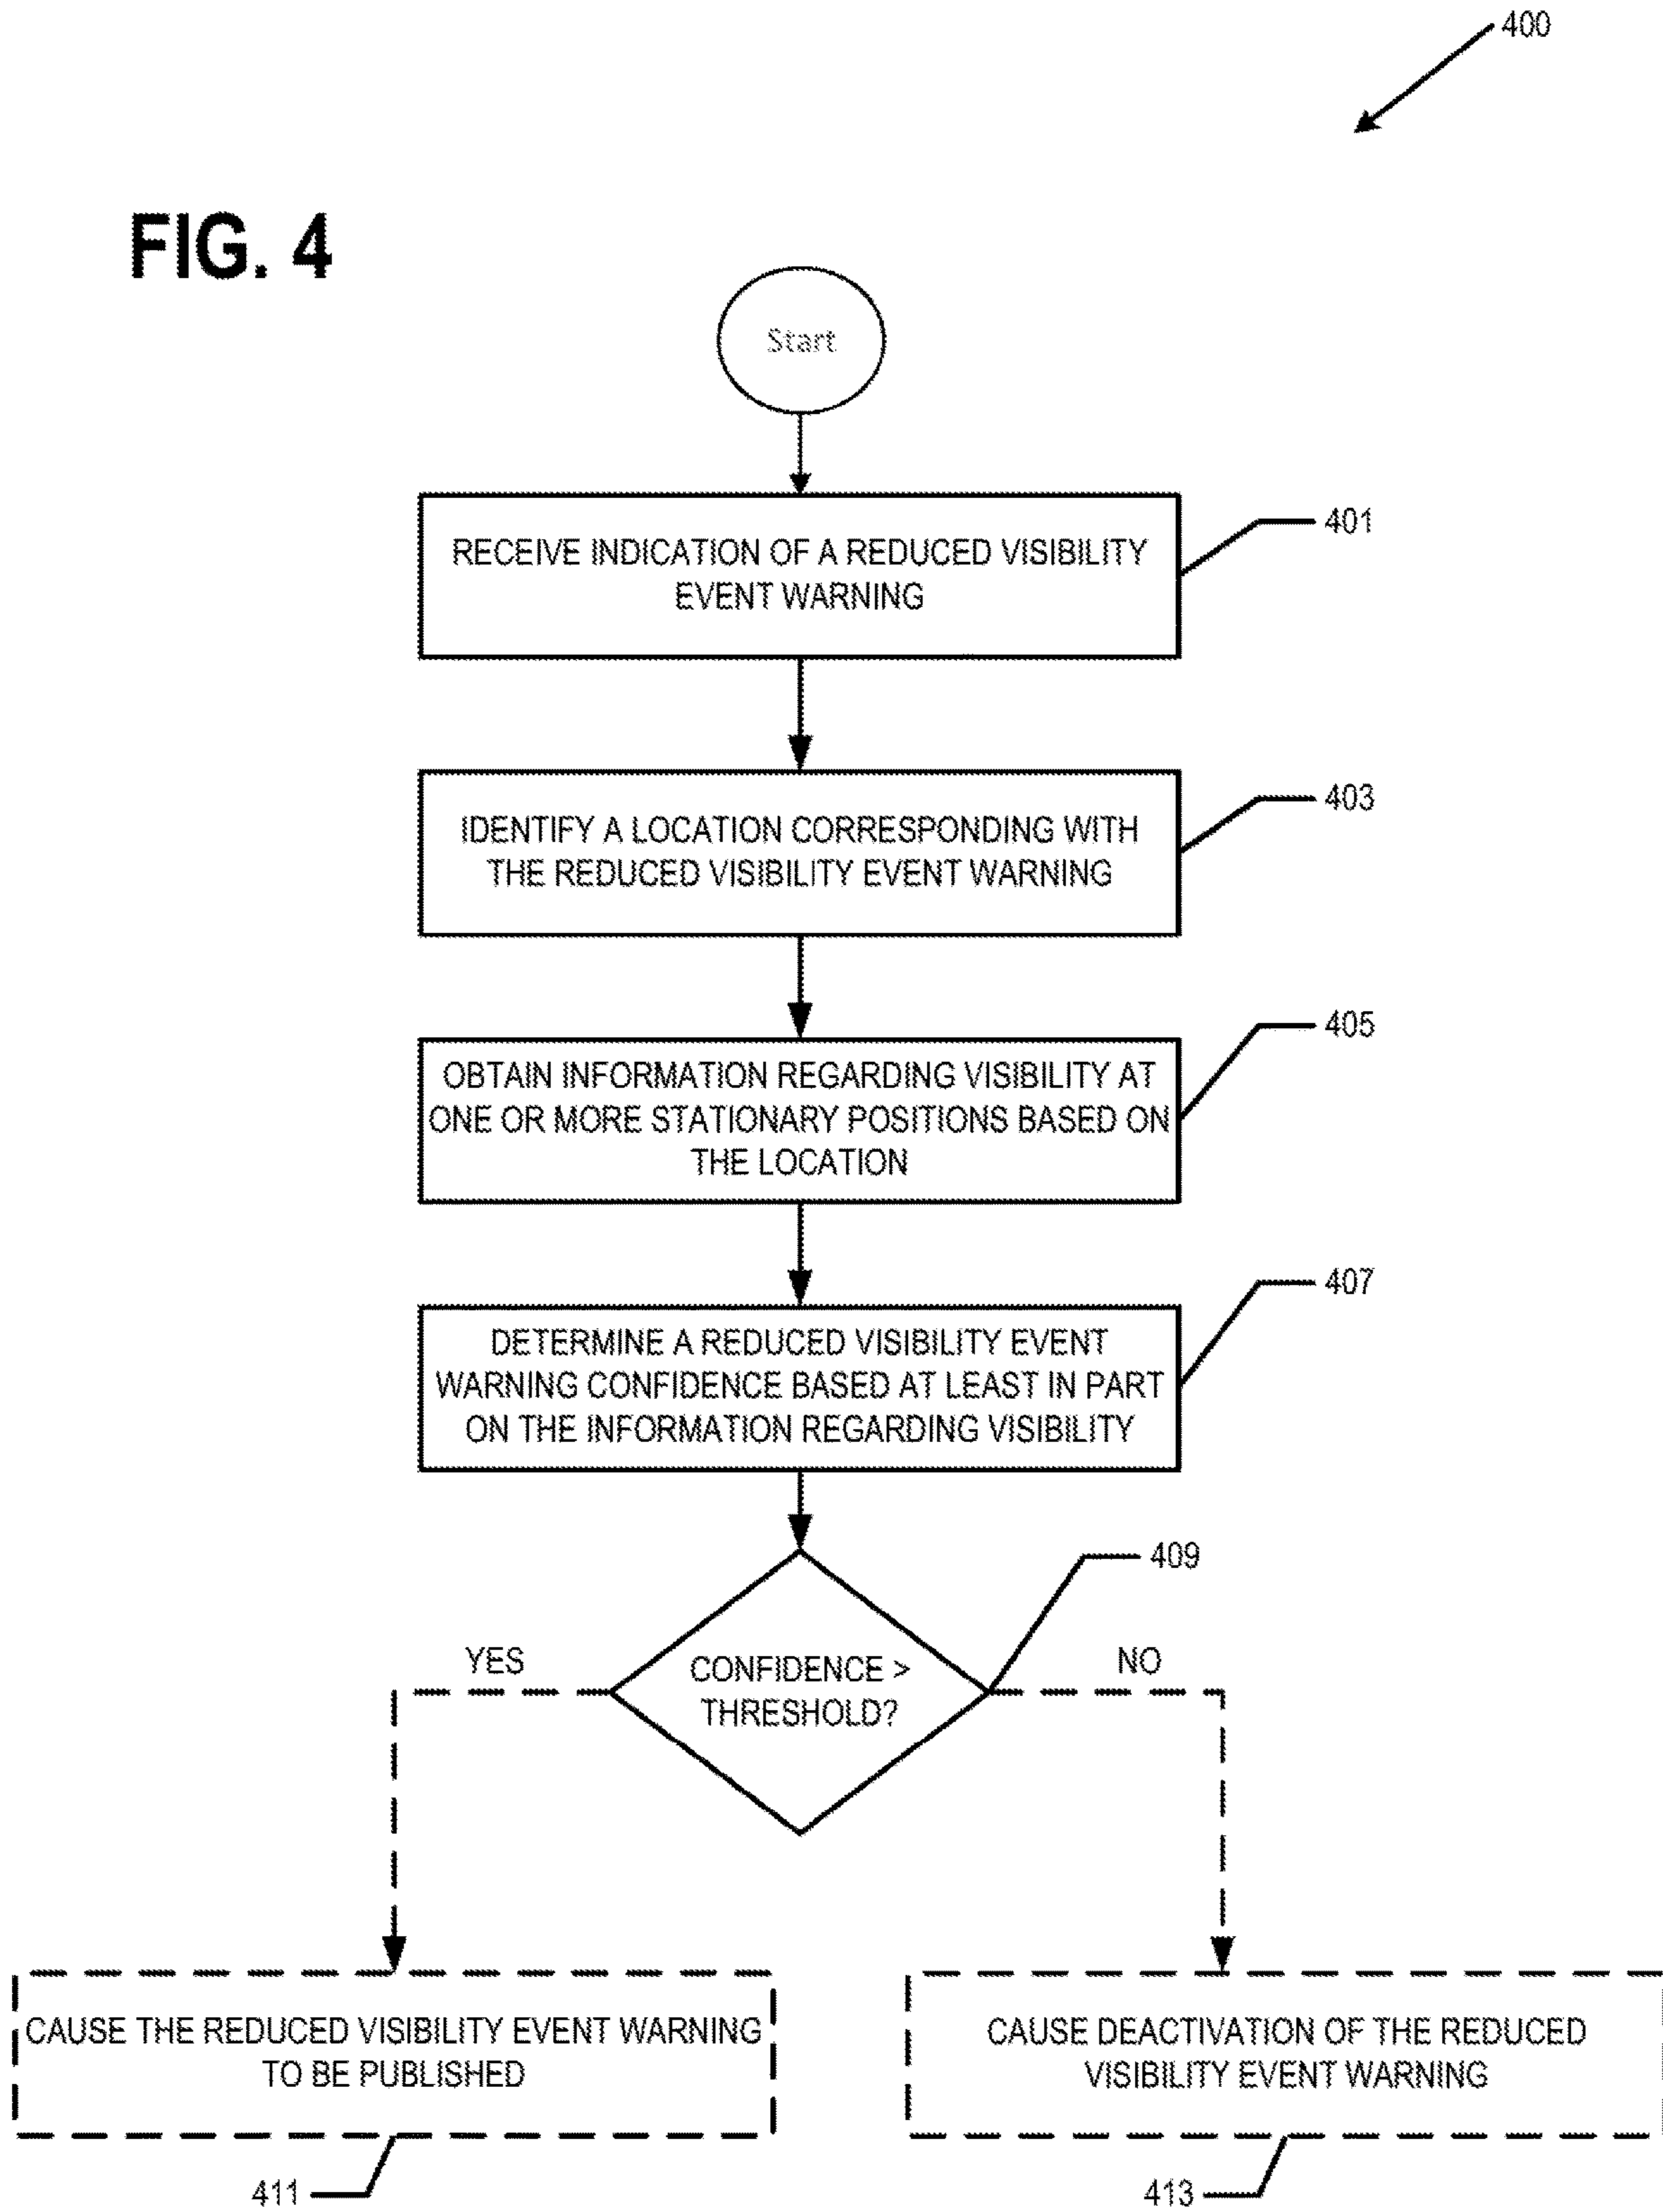 400
FIG. 4
Start
RECEIVE INDICATION OF A REDUCED VISIBILITY
EVENT WARNING
401
IDENTIFY A LOCATION CORRESPONDING WITH
THE REDUCED VISIBILITY EVENT WARNING
403
OBTAIN INFORMATION REGARDING VISIBILITY AT
ONE OR MORE STATIONARY POSITIONS BASED ON
THE LOCATION
405
DETERMINE A REDUCED VISIBILITY EVENT
WARNING CONFIDENCE BASED AT LEAST IN PART
ON THE INFORMATION REGARDING VISIBILITY
407
CONFIDENCE >
THRESHOLD?
409
YES
NO
CAUSE THE REDUCED VISIBILITY EVENT WARNING
TO BE PUBLISHED
411
CAUSE DEACTIVATION OF THE REDUCED
VISIBILITY EVENT WARNING
413